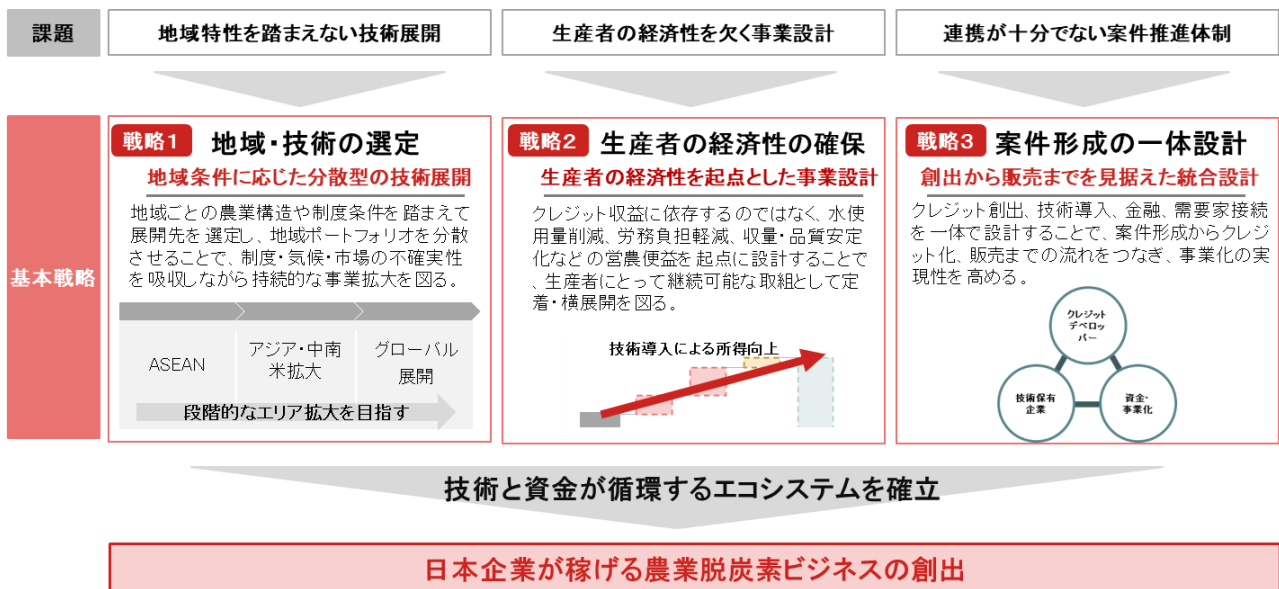 課題
地域特性を踏まえない技術展開
生産者の経済性を欠く事業設計
連携が十分でない案件推進体制
基本戦略
戦略1 地域・技術の選定
地域条件に応じた分散型の技術展開
地域ごとの農業構造や制度条件を踏まえて
展開先を選定し、地域ポートフォリオを分散
させることで、制度・気候・市場の不確実性
を吸収しながら持続的な事業拡大を図る。
ASEAN
アジア・中南
米拡大
グローバル
展開
段階的なエリア拡大を目指す
戦略2 生産者の経済性の確保
生産者の経済性を起点とした事業設計
クレジット収益に依存するのではなく、水使
用量削減、労務負担軽減、収量・品質安定
化などの営農便益を起点に設計することで
、生産者にとって継続可能な取組として定
着・横展開を図る。
技術導入による所得向上
戦略3 案件形成の一体設計
創出から販売までを見据えた統合設計
クレジット創出、技術導入、金融、需要家接続
を一体で設計することで、案件形成からクレジ
ット化、販売までの流れをつなぎ、事業化の実
現性を高める。
クレジット
デベロッ
パー
技術保有
企業
資金・
事業化
技術と資金が循環するエコシステムを確立
日本企業が稼げる農業脱炭素ビジネスの創出